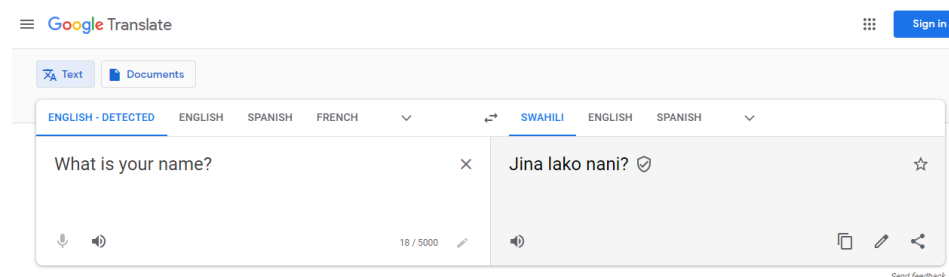 Google Translate
Sign in
Text
Documents
ENGLISH - DETECTED ENGLISH SPANISH FRENCH
SWAHILI ENGLISH SPANISH
What is your name?
Jina lako nani?
18 / 5000
Send feedback